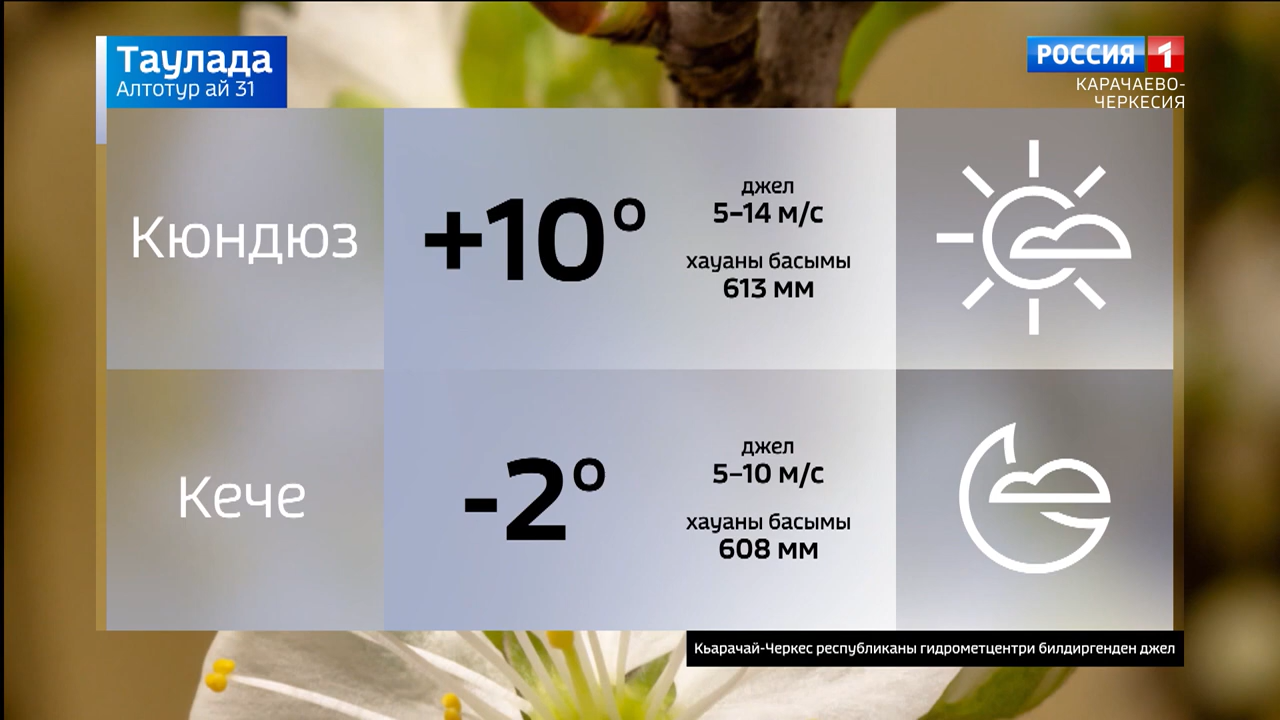 Таулада
Алтотур ай 31
РОССИЯ 1
КАРАЧАЕВО-
ЧЕРКЕСИЯ
Кюндюз
+10°
джел
5–14 м/с
хауаны басымы
613 мм
Кече
-2°
джел
5–10 м/с
хауаны басымы
608 мм
Кьарачай-Черкес республиканы гидрометцентри билдиргенден джел